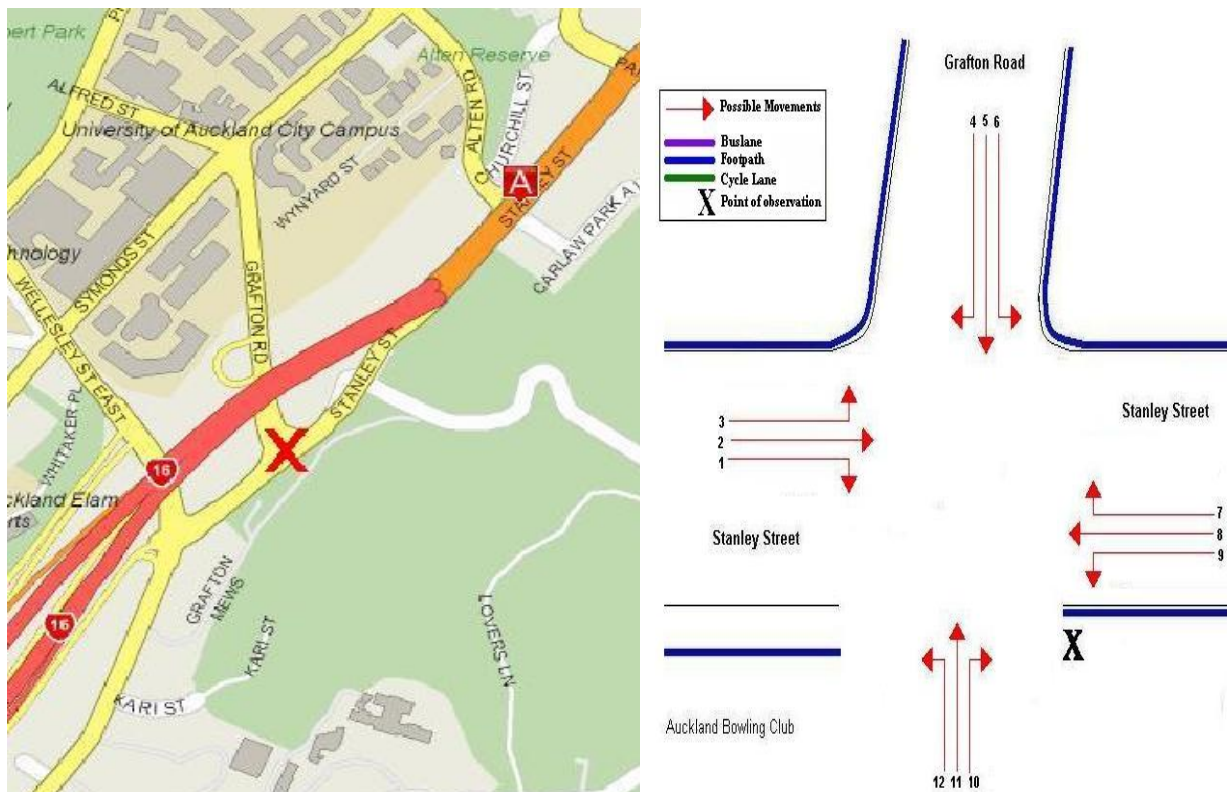 ert Park
Alten Reserve
ALFRED ST
University of Auckland City Campus
ALTEN RD
CHURCHILL ST
STANLEY ST
A
WYNYARD ST
hnology
SYMONDS ST
GRAFTON RD
CARLAW PARK
WELLESLEY ST EAST
STANLEY ST
WHITAKER PL
X
16
ckland Elam
rts
16
GRAFTON
MEWS
KARI ST
KARI ST
LOVERS LN
Grafton Road
Possible Movements
Buslane
Footpath
Cycle Lane
X Point of observation
4 5 6
3
2
1
Stanley Street
Stanley Street
7
8
9
X
Auckland Bowling Club
12 11 10